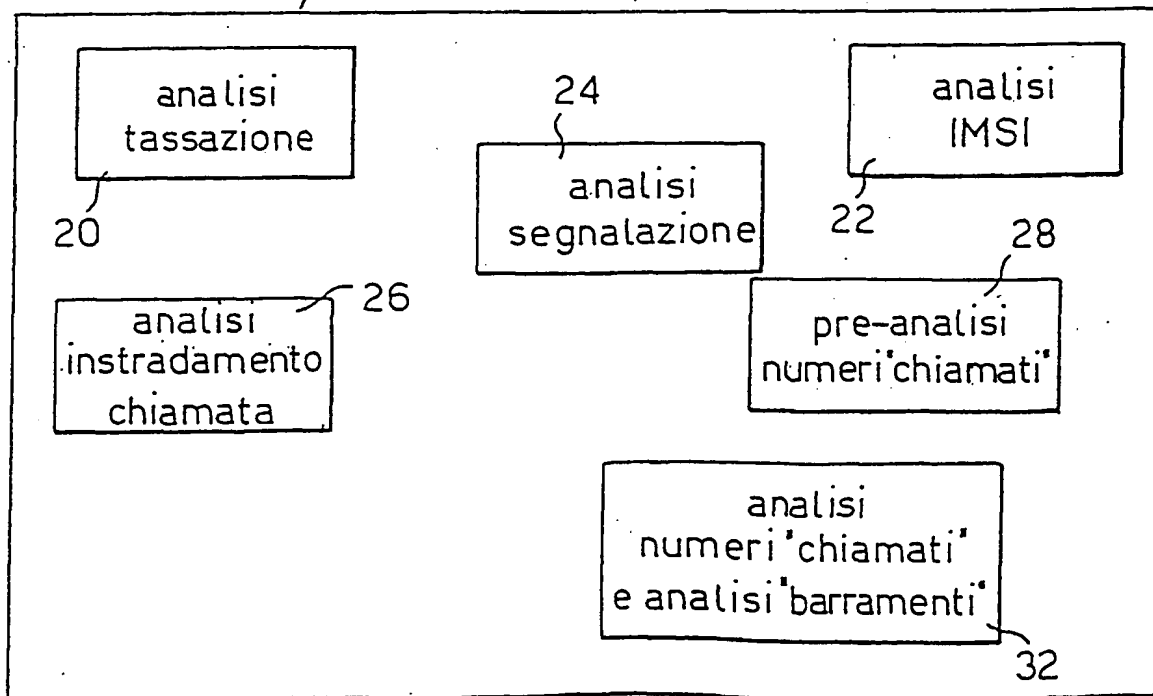 analisi
tassazione
20
24
analisi
segnalazione
analisi
IMSI
22
26
analisi
instradamento
chiamata
28
pre-analisi
numeri "chiamati"
analisi
numeri "chiamati"
e analisi "barramenti"
32